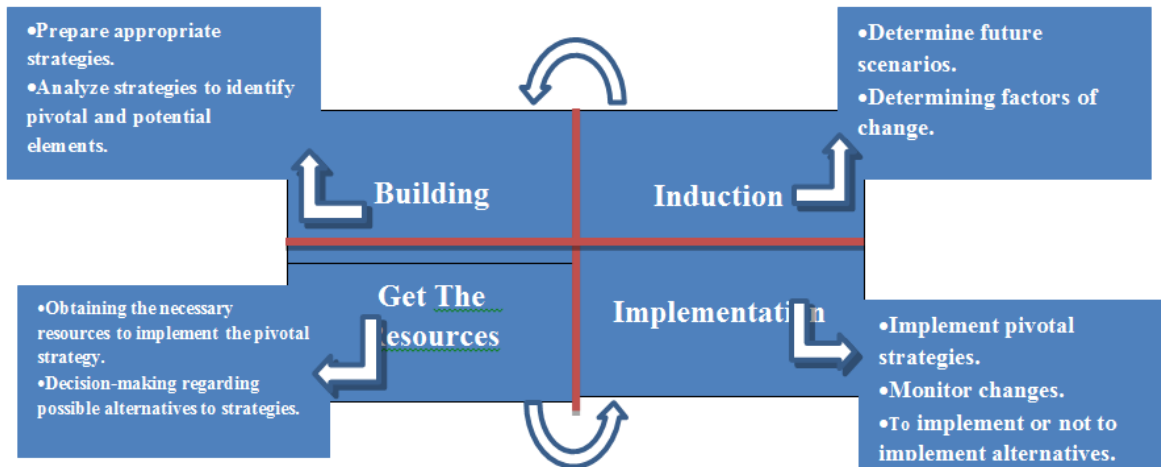 •Prepare appropriate
strategies.
•Analyze strategies to identify
pivotal and potential
elements.
•Determine future
scenarios.
•Determining factors of
change.
Building
Induction
Get The
Resources
Implementation
•Obtaining the necessary
resources to implement the pivotal
strategy.
•Decision-making regarding
possible alternatives to strategies.
•Implement pivotal
strategies.
•Monitor changes.
•To implement or not to
implement alternatives.